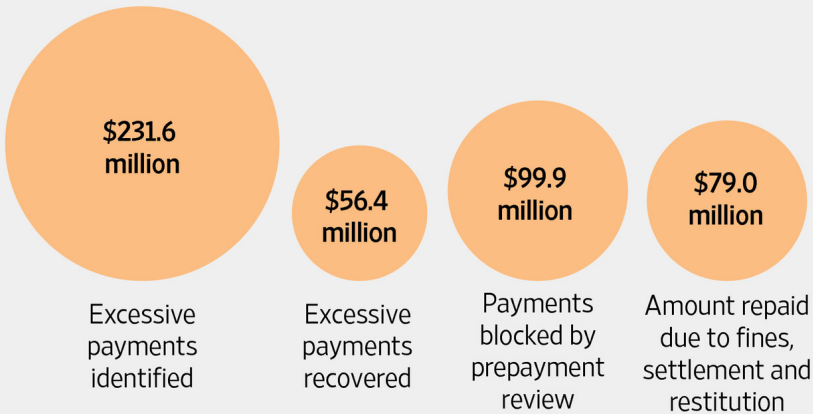 $231.6
million
$56.4
million
$99.9
million
$79.0
million
Excessive
payments
identified
Excessive
payments
recovered
Payments
blocked by
prepayment
review
Amount repaid
due to fines,
settlement and
restitution